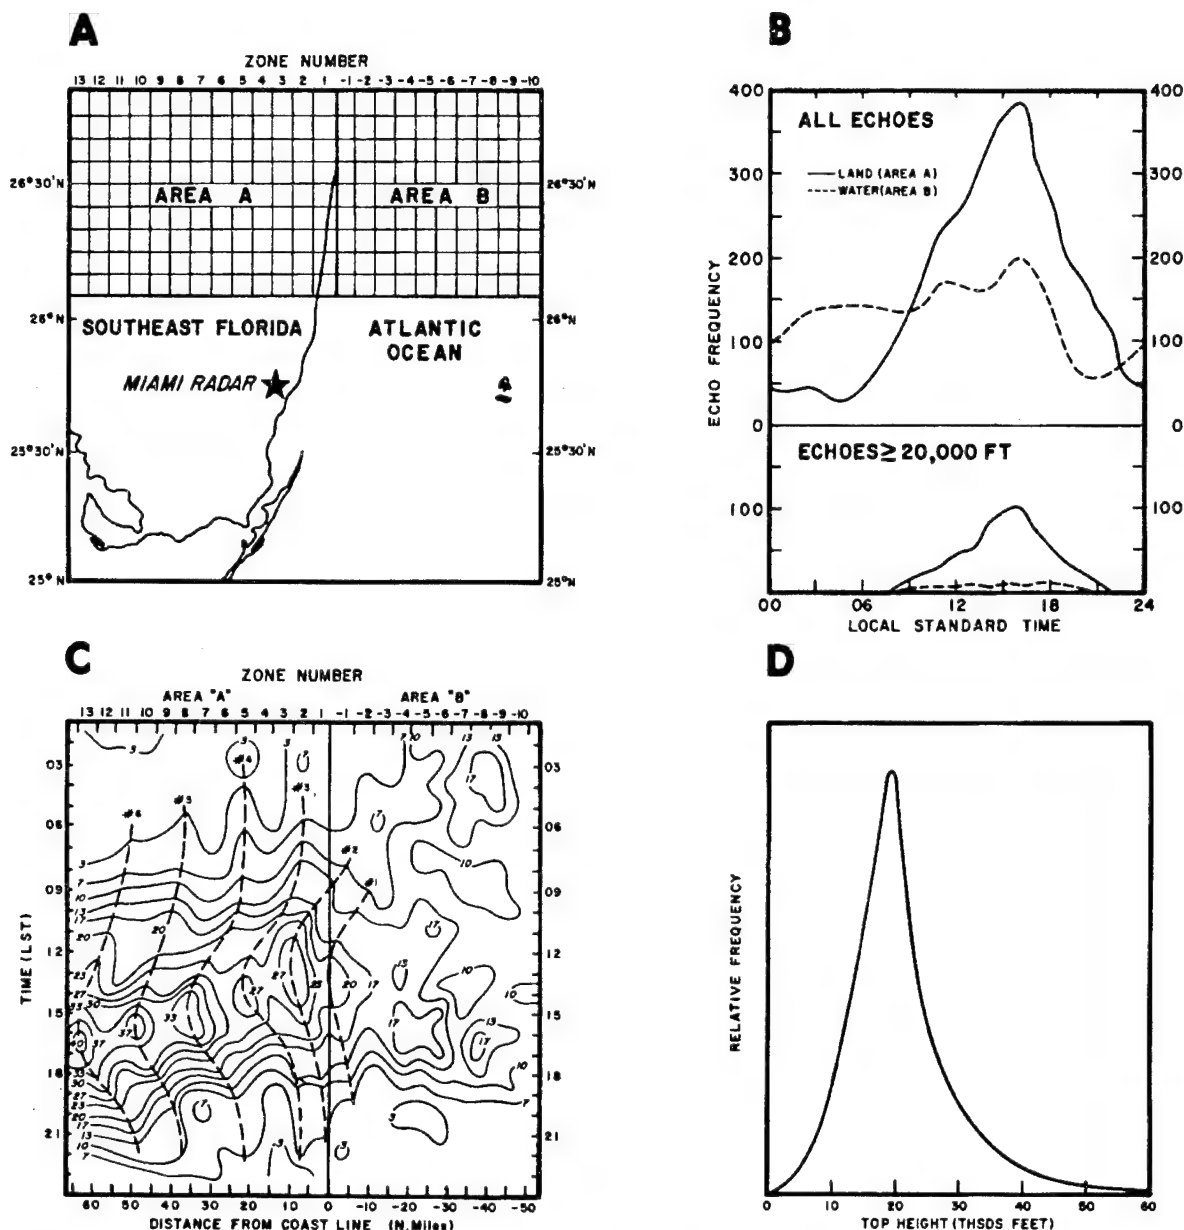 A
ZONE NUMBER
13 12 11 10 9 8 7 6 5 4 3 2 1 -1 -2 -3 -4 -5 -6 -7 -8 -9 -10
26°30'N
AREA A
AREA B
26°30'N
26°N
SOUTHEAST FLORIDA
ATLANTIC
OCEAN
26°N
MIAMI RADAR
25°30'
25°30'N
25°N
25°N
B
400
ALL ECHOES
400
LAND (AREA A)
WATER (AREA B)
300
300
200
200
100
100
0
0
ECHO FREQUENCY
ECHOES ≥ 20,000 FT
100
100
00 06 12 18 24
LOCAL STANDARD TIME
C
ZONE NUMBER
AREA "A"
AREA "B"
13 12 11 10 9 8 7 6 5 4 3 2 1 -1 -2 -3 -4 -5 -6 -7 -8 -9 -10
TIME (LST)
03
06
09
12
15
18
21
03
06
09
12
15
18
21
#1
#2
#3
#4
60 50 40 30 20 10 0 -10 -20 -30 -40 -50
DISTANCE FROM COAST LINE (N.Miles)
D
RELATIVE FREQUENCY
0 10 20 30 40 50 60
TOP HEIGHT (THSDS FEET)